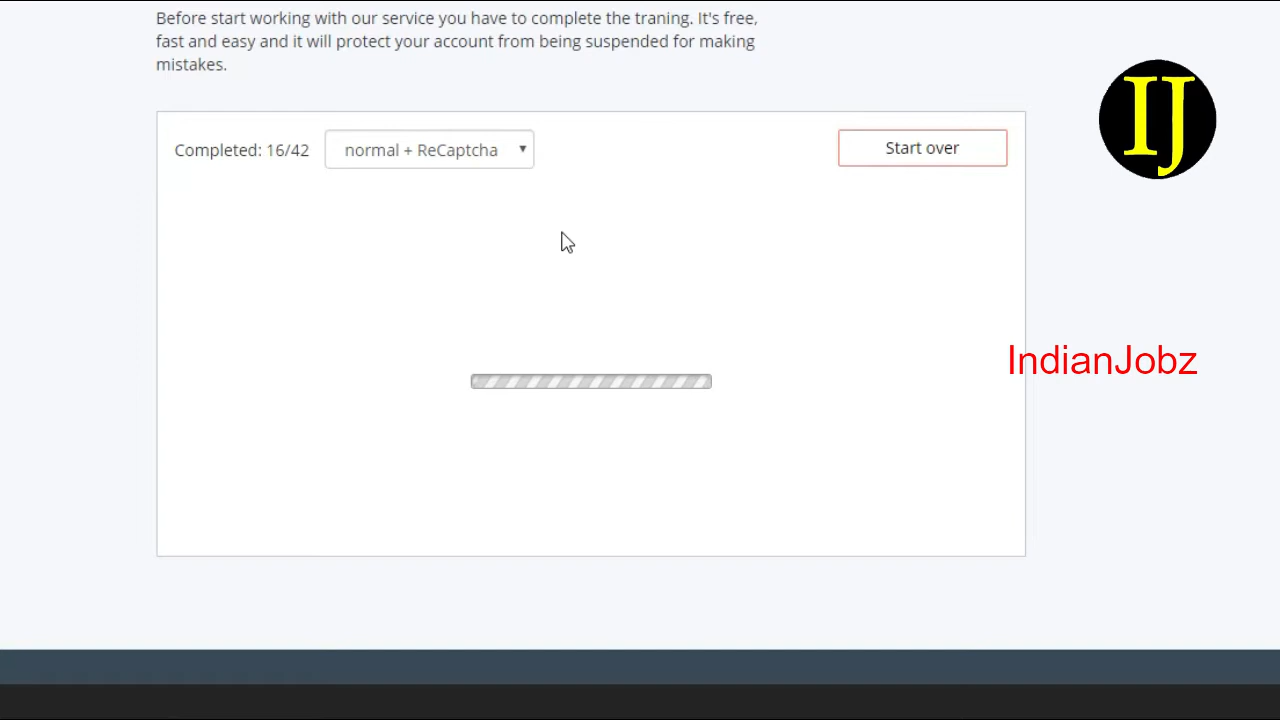 Before start working with our service you have to complete the traning. It's free,
fast and easy and it will protect your account from being suspended for making
mistakes.
IJ
Completed: 16/42
normal + ReCaptcha
Start over
IndianJobz